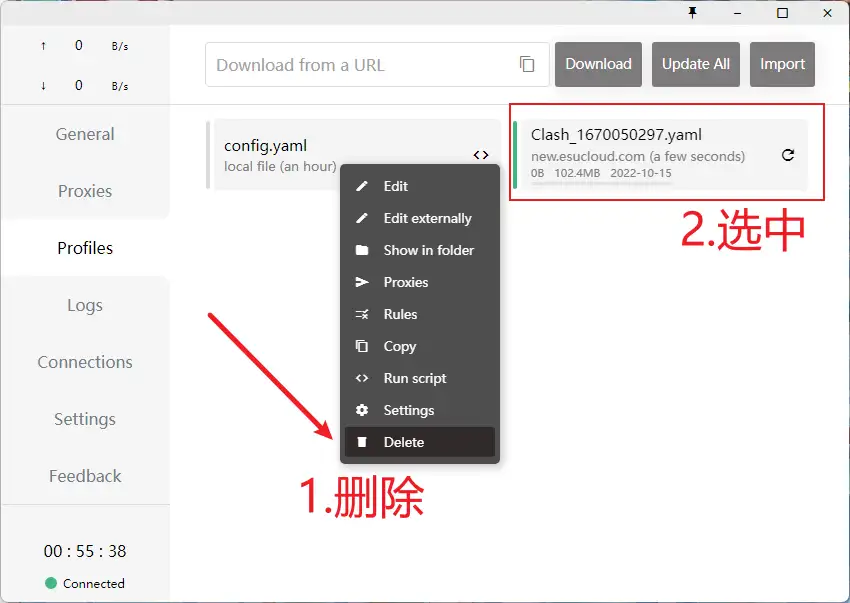 ↑ 0 B/s
↓ 0 B/s
General
Proxies
Profiles
Logs
Connections
Settings
Feedback
00 : 55 : 38
Connected
Download from a URL
Download
Update All
Import
config.yaml
local file (an hour)
Clash_1670050297.yaml
new.esucloud.com (a few seconds)
0B 102.4MB 2022-10-15
Edit
Edit externally
Show in folder
Proxies
Rules
Copy
Run script
Settings
Delete
1.删除
2.选中